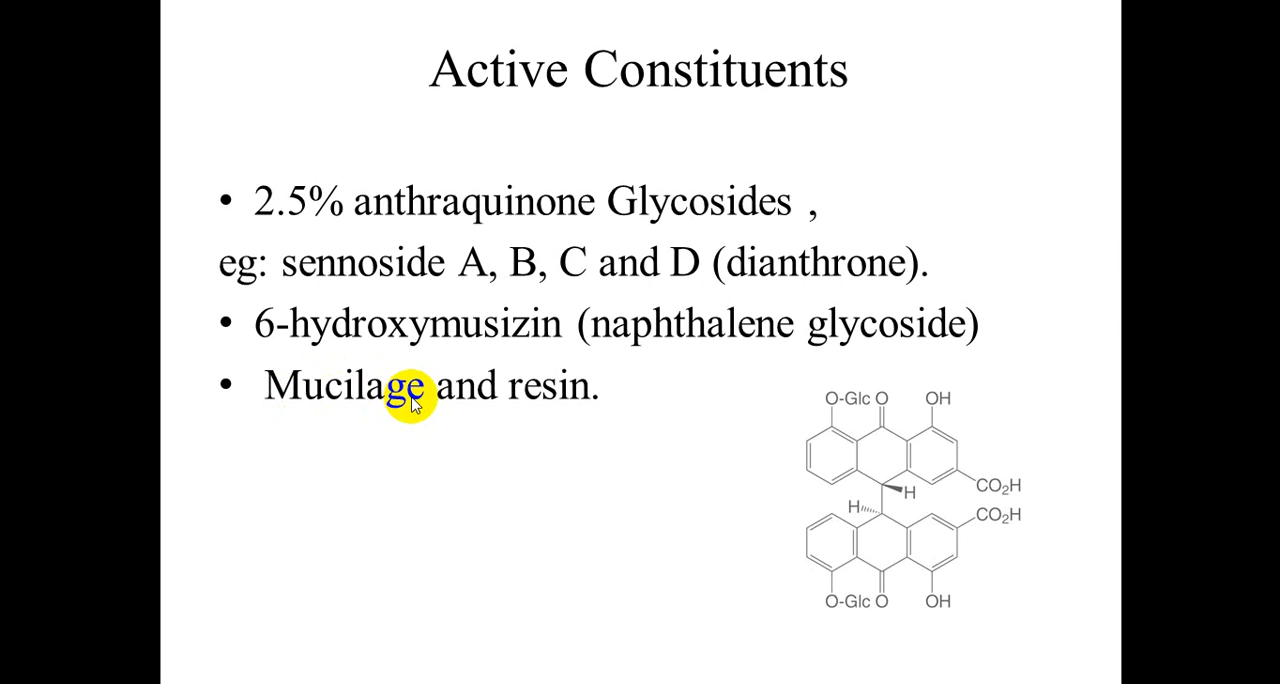 Active Constituents
• 2.5% anthraquinone Glycosides ,
eg: sennoside A, B, C and D (dianthrone).
• 6-hydroxymusizin (naphthalene glycoside)
• Mucilage and resin.
O-Glc O OH
CO₂H
H
H
CO₂H
O-Glc O OH